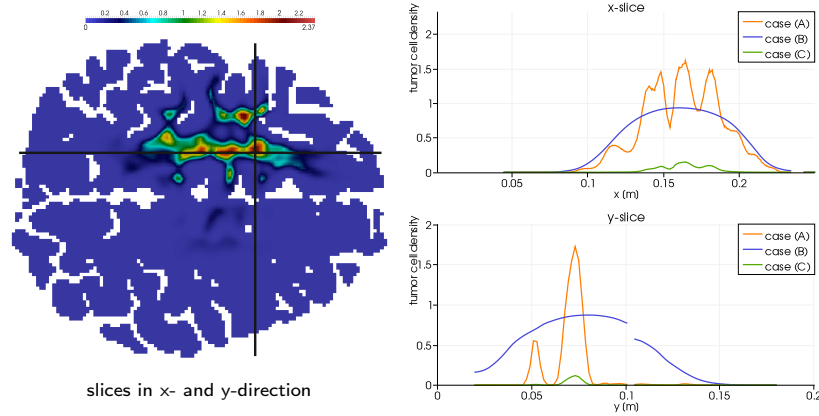 0 0.2 0.4 0.6 0.8 1 1.2 1.4 1.6 1.8 2 2.2
0.00 2.37
slices in x- and y-direction
x-slice
tumor cell density
2
1.5
1
0.5
0
0.05 0.1 0.15 0.2
x (m)
case (A)
case (B)
case (C)
y-slice
tumor cell density
2
1.5
1
0.5
0
0 0.05 0.1 0.15 0.2
y (m)
case (A)
case (B)
case (C)